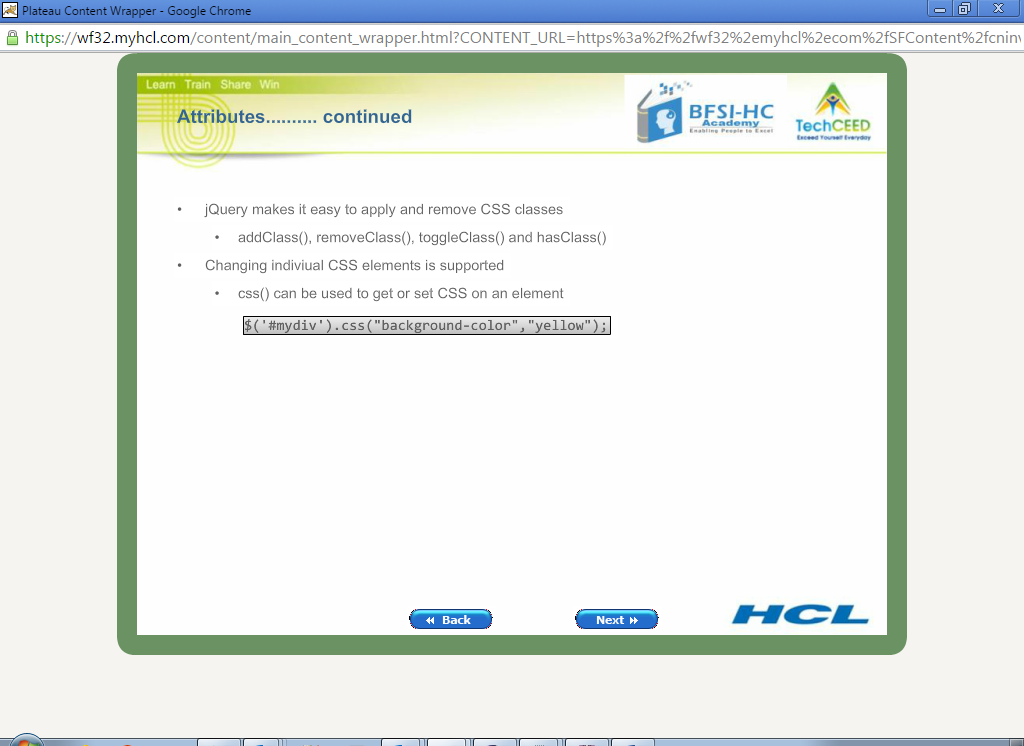 Plateau Content Wrapper - Google Chrome
https://wf32.myhcl.com/content/main_content_wrapper.html?CONTENT_URL=https%3a%2f%2fwf32%2emyhcl%2ecom%2fSFContent%2fcninv
Learn Train Share Win
Attributes.......... continued
BFSI-HC
Academy
Enabling People to Excel
TechCEED
Exceed Yourself Everyday
• jQuery makes it easy to apply and remove CSS classes
• addClass(), removeClass(), toggleClass() and hasClass()
• Changing indiviual CSS elements is supported
• css() can be used to get or set CSS on an element
$('#mydiv').css("background-color","yellow");
Back
Next
HCL